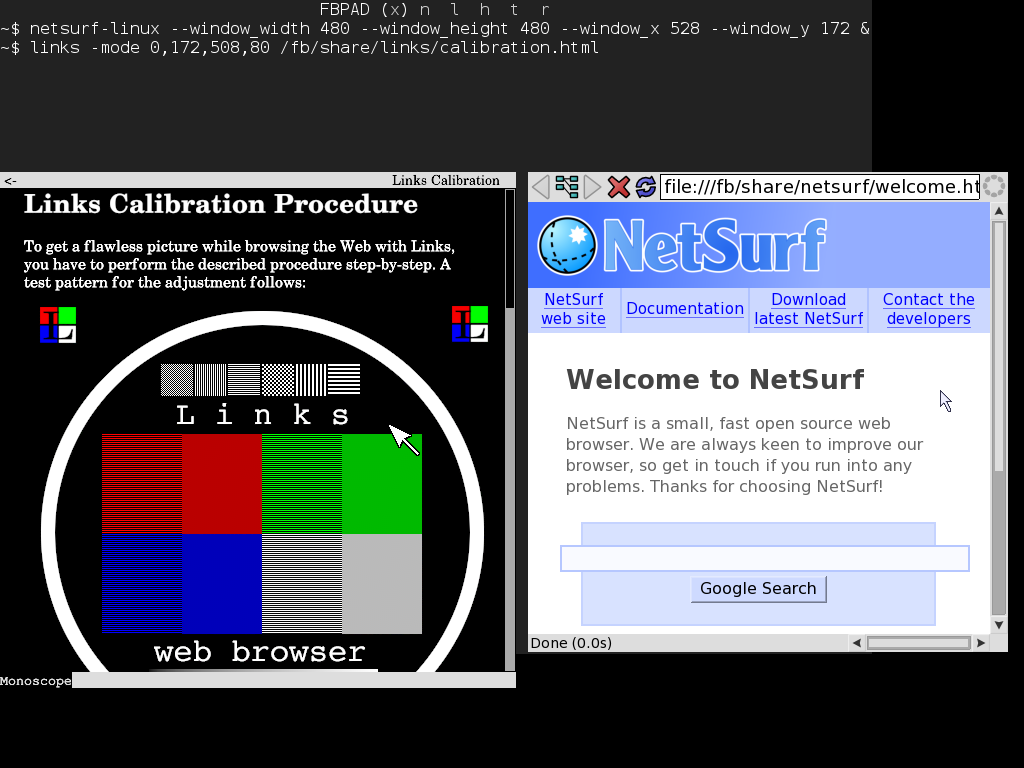 FBPAD (x) n l h t r
~$ netsurf-linux --window_width 480 --window_height 480 --window_x 528 --window_y 172 &
~$ links -mode 0,172,508,80 /fb/share/links/calibration.html
<- Links Calibration
Links Calibration Procedure
To get a flawless picture while browsing the Web with Links,
you have to perform the described procedure step-by-step. A
test pattern for the adjustment follows:
L L
Links
web browser
Monoscope
file:///fb/share/netsurf/welcome.ht
NetSurf
NetSurf
web site
Documentation
Download
latest NetSurf
Contact the
developers
Welcome to NetSurf
NetSurf is a small, fast open source web
browser. We are always keen to improve our
browser, so get in touch if you run into any
problems. Thanks for choosing NetSurf!
Google Search
Done (0.0s)